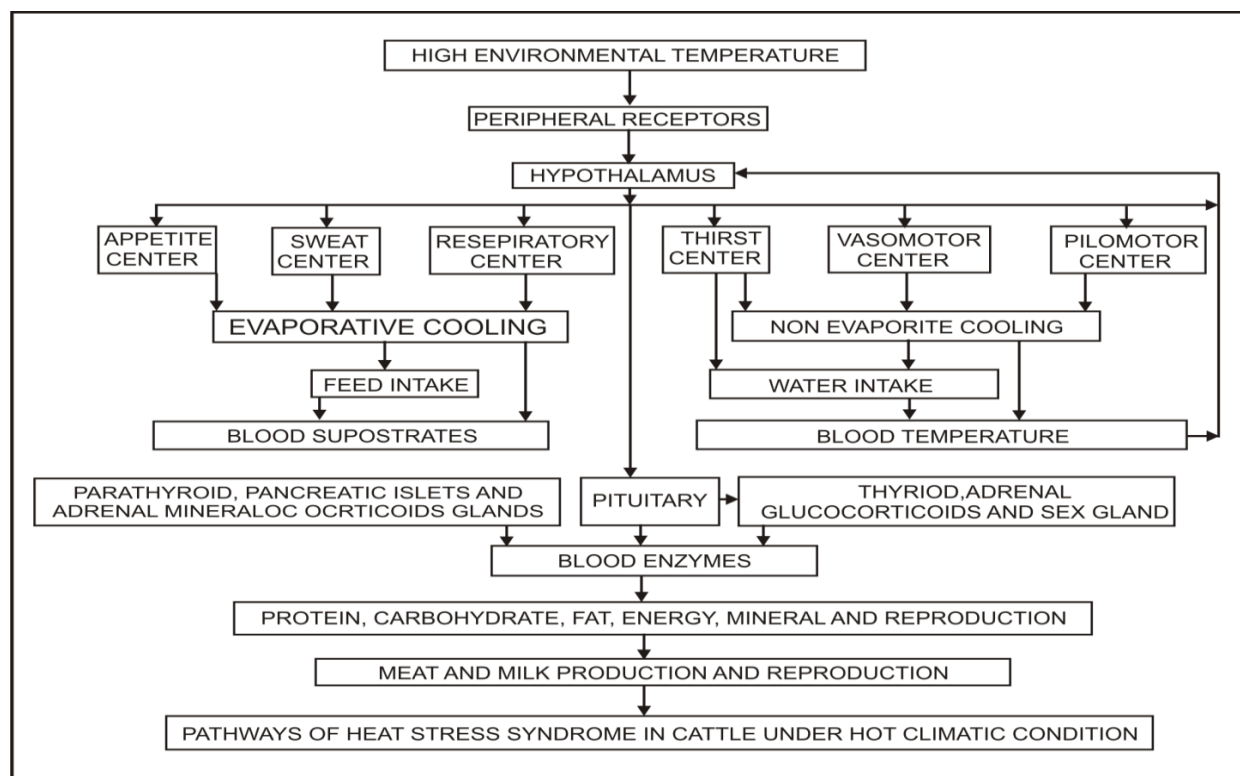 HIGH ENVIRONMENTAL TEMPERATURE
PERIPHERAL RECEPTORS
HYPOTHALAMUS
APPETITE
CENTER
SWEAT
CENTER
RESEPIRATORY
CENTER
THIRST
CENTER
VASOMOTOR
CENTER
PILOMOTOR
CENTER
EVAPORATIVE COOLING
NON EVAPORITE COOLING
FEED INTAKE
WATER INTAKE
BLOOD SUPOSTRATES
BLOOD TEMPERATURE
PARATHYROID, PANCREATIC ISLETS AND
ADRENAL MINERALOC OCRTICOIDS GLANDS
PITUITARY
THYRIOD,ADRENAL
GLUCOCORTICOIDS AND SEX GLAND
BLOOD ENZYMES
PROTEIN, CARBOHYDRATE, FAT, ENERGY, MINERAL AND REPRODUCTION
MEAT AND MILK PRODUCTION AND REPRODUCTION
PATHWAYS OF HEAT STRESS SYNDROME IN CATTLE UNDER HOT CLIMATIC CONDITION